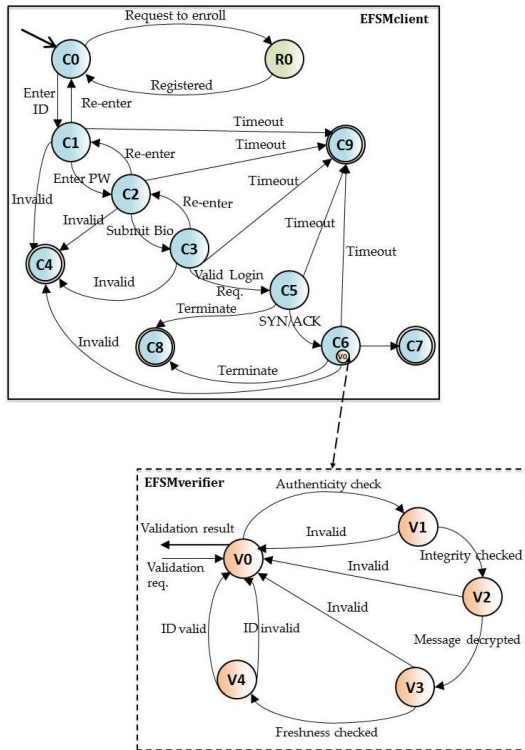 EFSMclient
Request to enroll
C0
R0
Registered
Enter
ID
Re-enter
C1
Timeout
Timeout
C9
Re-enter
Enter PW
C2
Timeout
Invalid
Invalid
Re-enter
Submit Bio
C3
Timeout
C4
Valid Login
Req.
Invalid
C5
Timeout
Terminate
SYN/ACK
Invalid
C8
C6
V0
C7
Terminate
EFSMverifier
Authenticity check
Validation result
Invalid
V1
V0
Integrity checked
Validation
req.
Invalid
V2
Invalid
ID valid
ID invalid
Message decrypted
V4
V3
Freshness checked